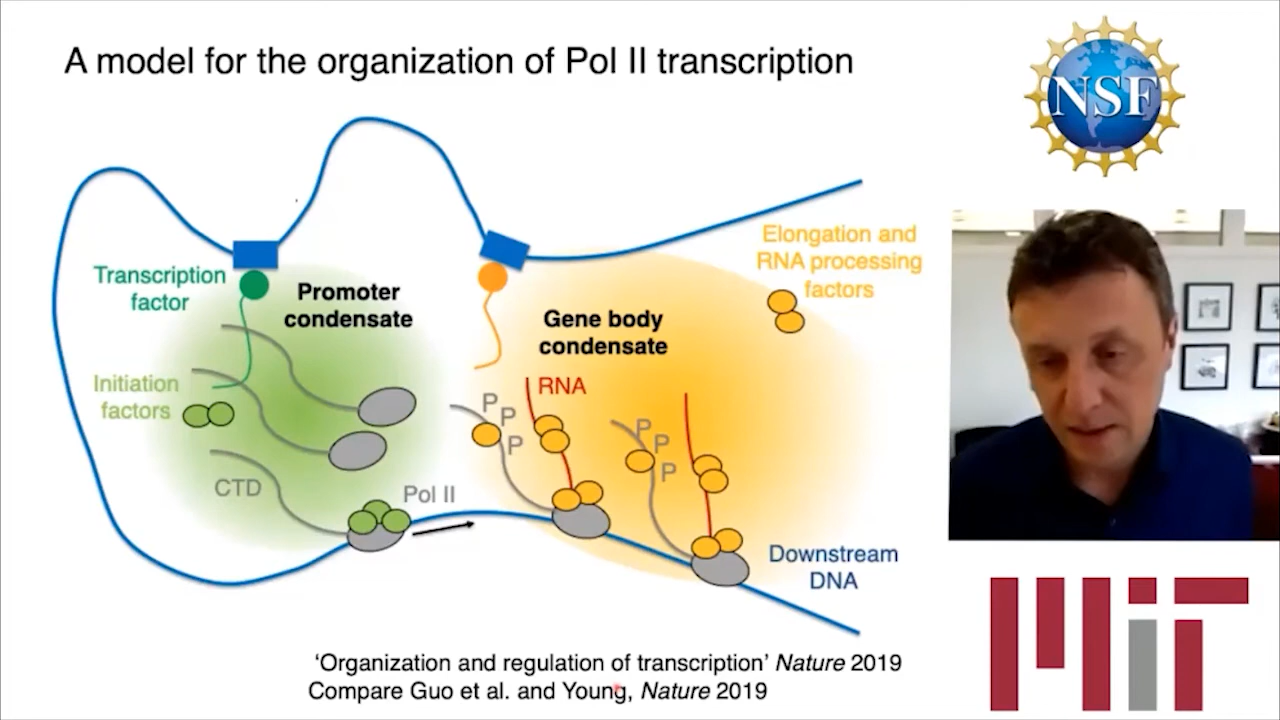 A model for the organization of Pol II transcription
NSF
Transcription
factor
Promoter
condensate
Elongation and
RNA processing
factors
Gene body
condensate
Initiation
factors
RNA
P
P
P
P
P
P
CTD
Pol II
Downstream
DNA
‘Organization and regulation of transcription’ Nature 2019
Compare Guo et al. and Young, Nature 2019
MIT